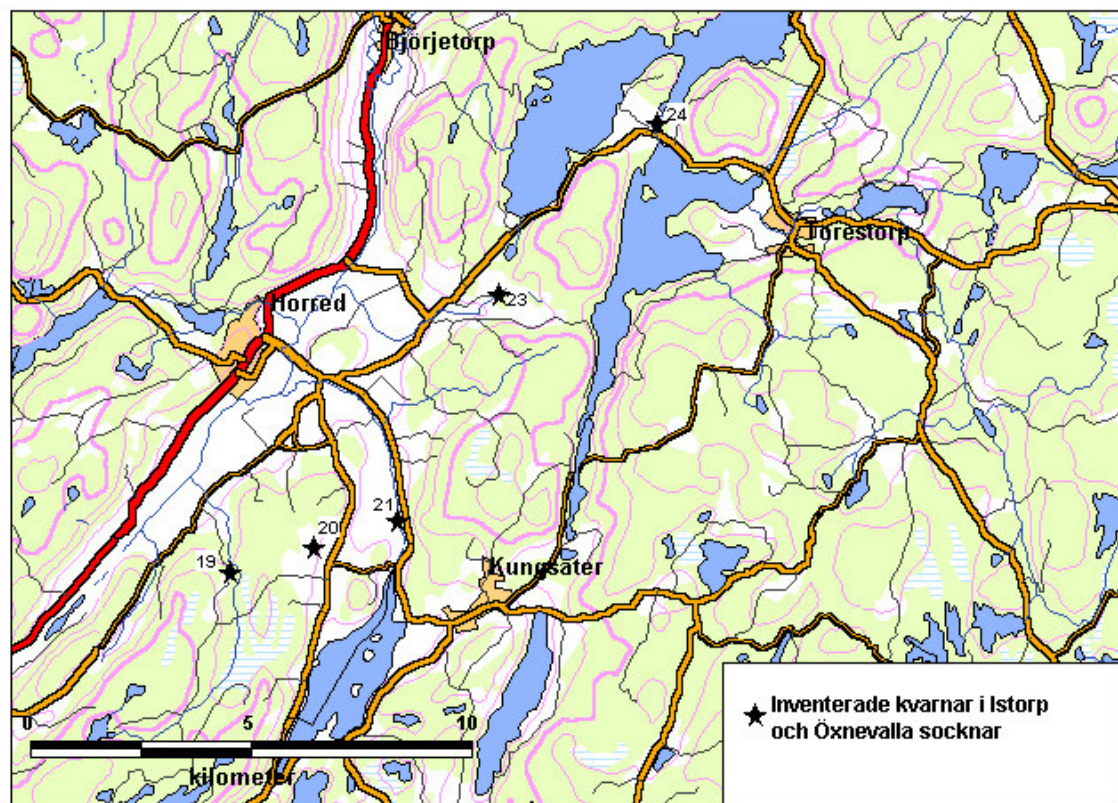 Björjetorp
24
Torestorp
23
Horred
21
20
19
Kungsäter
0 5 10
kilometer
Inventerade kvarnar i Istorp
och Öxnevalla socknar